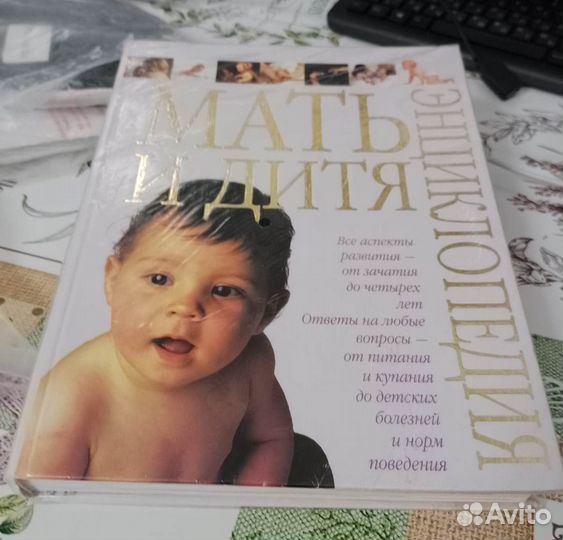 МАТЬ
И ДИТЯ
ЭНЦИКЛОПЕДИЯ
Все аспекты
развития —
от зачатия
до четырех
лет
Ответы на любые
вопросы —
от питания
и купания
до детских
болезней
и норм
поведения
Avito